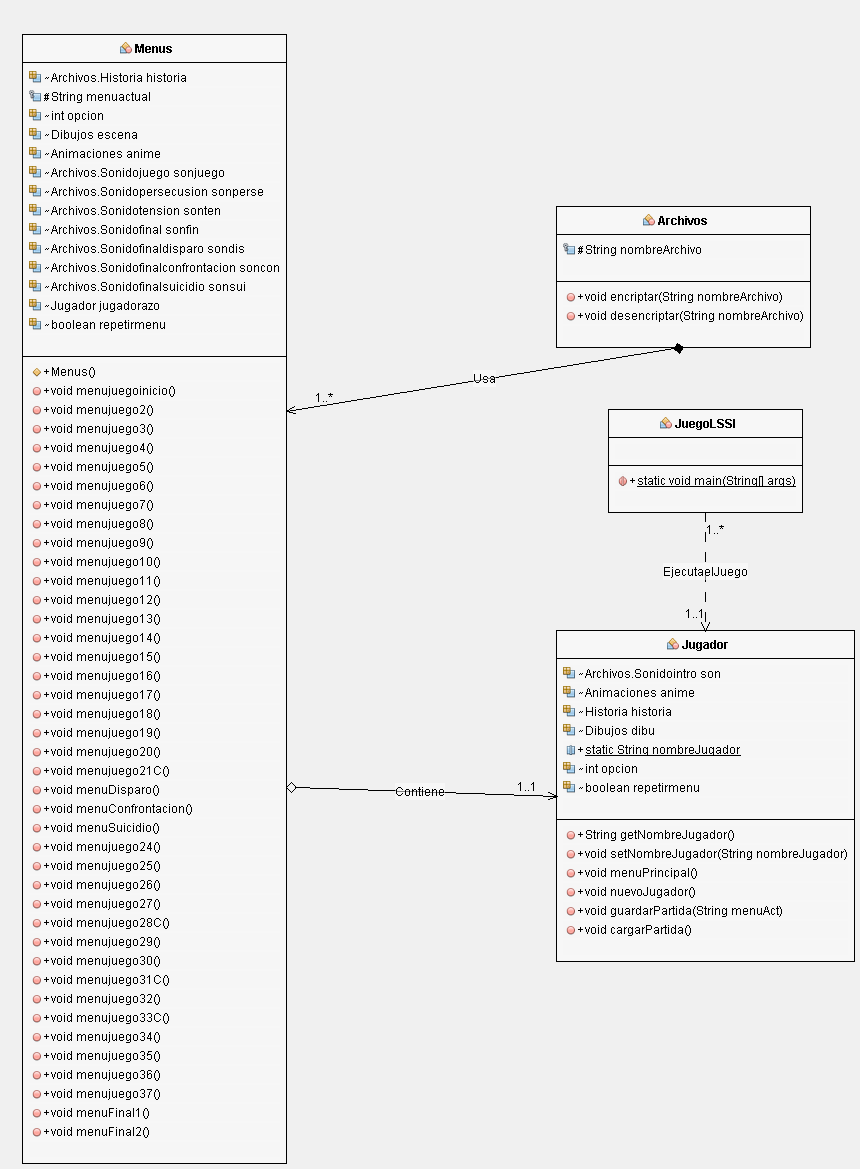 Menus
~Archivos.Historia historia
#String menuactual
~int opcion
~Dibujos escena
~Animaciones anime
~Archivos.Sonidojuego sonjuego
~Archivos.Sonidopersecusion sonperse
~Archivos.Sonidotension sonten
~Archivos.Sonidofinal sonfin
~Archivos.Sonidofinaldisparo sondis
~Archivos.Sonidofinalconfrontacion soncon
~Archivos.Sonidofinalsuicidio sonsui
~Jugador jugadorazo
~boolean repetirmenu
+Menus()
+void menujuegoinicio()
+void menujuego2()
+void menujuego3()
+void menujuego4()
+void menujuego5()
+void menujuego6()
+void menujuego7()
+void menujuego8()
+void menujuego9()
+void menujuego10()
+void menujuego11()
+void menujuego12()
+void menujuego13()
+void menujuego14()
+void menujuego15()
+void menujuego16()
+void menujuego17()
+void menujuego18()
+void menujuego19()
+void menujuego20()
+void menujuego21C()
+void menuDisparo()
+void menuConfrontacion()
+void menuSuicidio()
+void menujuego24()
+void menujuego25()
+void menujuego26()
+void menujuego27()
+void menujuego28C()
+void menujuego29()
+void menujuego30()
+void menujuego31C()
+void menujuego32()
+void menujuego33C()
+void menujuego34()
+void menujuego35()
+void menujuego36()
+void menujuego37()
+void menuFinal1()
+void menuFinal2()
Archivos
#String nombreArchivo
+void encriptar(String nombreArchivo)
+void desencriptar(String nombreArchivo)
Usa
1..*
JuegoLSSI
+static void main(String[] args)
1..*
EjecutaelJuego
1..1
Jugador
~Archivos.Sonidointro son
~Animaciones anime
~Historia historia
~Dibujos dibu
+static String nombreJugador
~int opcion
~boolean repetirmenu
+String getNombreJugador()
+void setNombreJugador(String nombreJugador)
+void menuPrincipal()
+void nuevoJugador()
+void guardarPartida(String menuAct)
+void cargarPartida()
Contiene
1..1